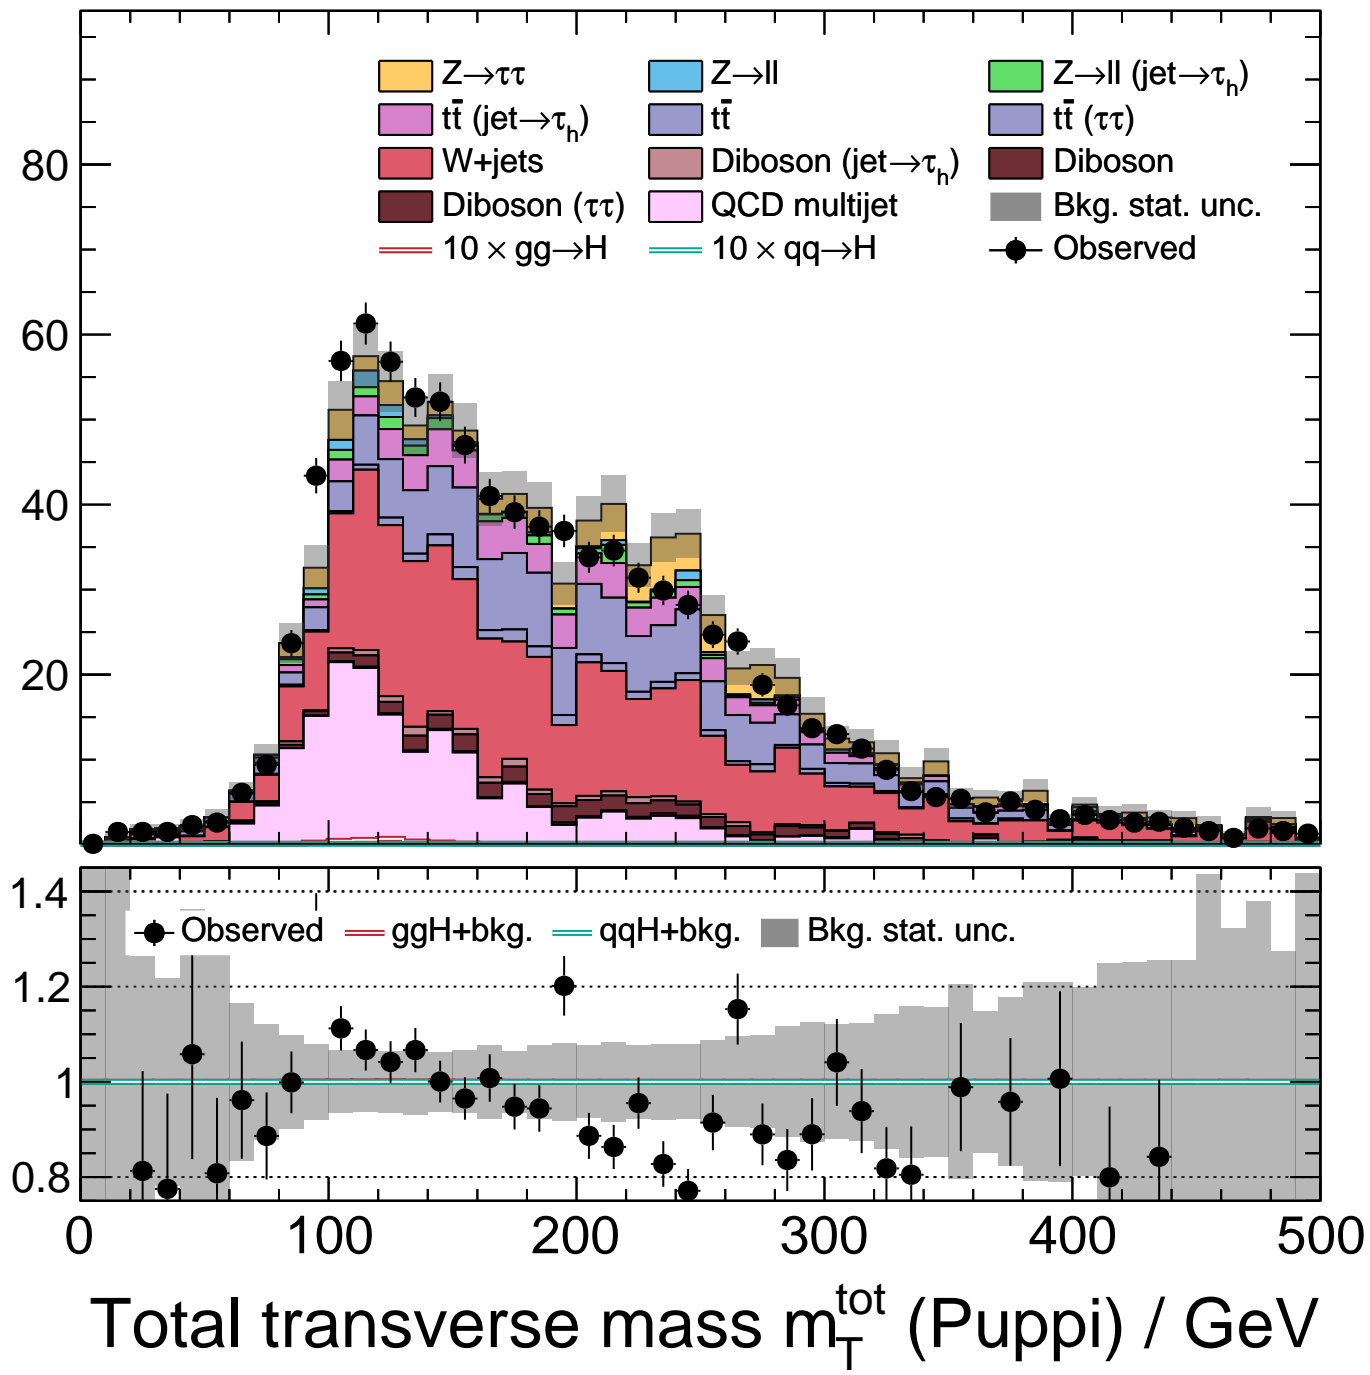 Z→ττ Z→ll Z→ll (jet→τh)
tt̄ (jet→τh) tt̄ tt̄ (ττ)
W+jets Diboson (jet→τh) Diboson
Diboson (ττ) QCD multijet Bkg. stat. unc.
10 × gg→H 10 × qq→H Observed
80
60
40
20
1.4
Observed ggH+bkg. qqH+bkg. Bkg. stat. unc.
1.2
1
0.8
0 100 200 300 400 500
Total transverse mass m_T^tot (Puppi) / GeV